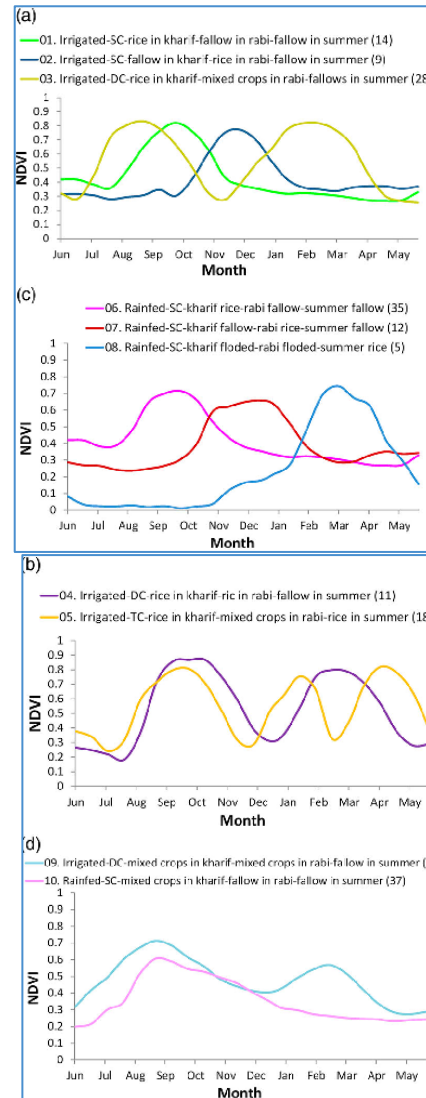 (a)
01. Irrigated-SC-rice in kharif-fallow in rabi-fallow in summer (14)
02. Irrigated-SC-fallow in kharif-rice in rabi-fallow in summer (9)
03. Irrigated-DC-rice in kharif-mixed crops in rabi-fallows in summer (28
1
0.9
0.8
0.7
0.6
0.5
0.4
0.3
0.2
0.1
0
NDVI
Jun Jul Aug Sep Oct Nov Dec Jan Feb Mar Apr May
Month
(c)
06. Rainfed-SC-kharif rice-rabi fallow-summer fallow (35)
07. Rainfed-SC-kharif fallow-rabi rice-summer fallow (12)
08. Rainfed-SC-kharif floded-rabi floded-summer rice (5)
1
0.9
0.8
0.7
0.6
0.5
0.4
0.3
0.2
0.1
0
NDVI
Jun Jul Aug Sep Oct Nov Dec Jan Feb Mar Apr May
Month
(b)
04. Irrigated-DC-rice in kharif-ric in rabi-fallow in summer (11)
05. Irrigated-TC-rice in kharif-mixed crops in rabi-rice in summer (18
1
0.9
0.8
0.7
0.6
0.5
0.4
0.3
0.2
0.1
0
NDVI
Jun Jul Aug Sep Oct Nov Dec Jan Feb Mar Apr May
Month
(d)
09. Irrigated-DC-mixed crops in kharif-mixed crops in rabi-fallow in summer (
10. Rainfed-SC-mixed crops in kharif-fallow in rabi-fallow in summer (37)
1
0.9
0.8
0.7
0.6
0.5
0.4
0.3
0.2
0.1
0
NDVI
Jun Jul Aug Sep Oct Nov Dec Jan Feb Mar Apr May
Month